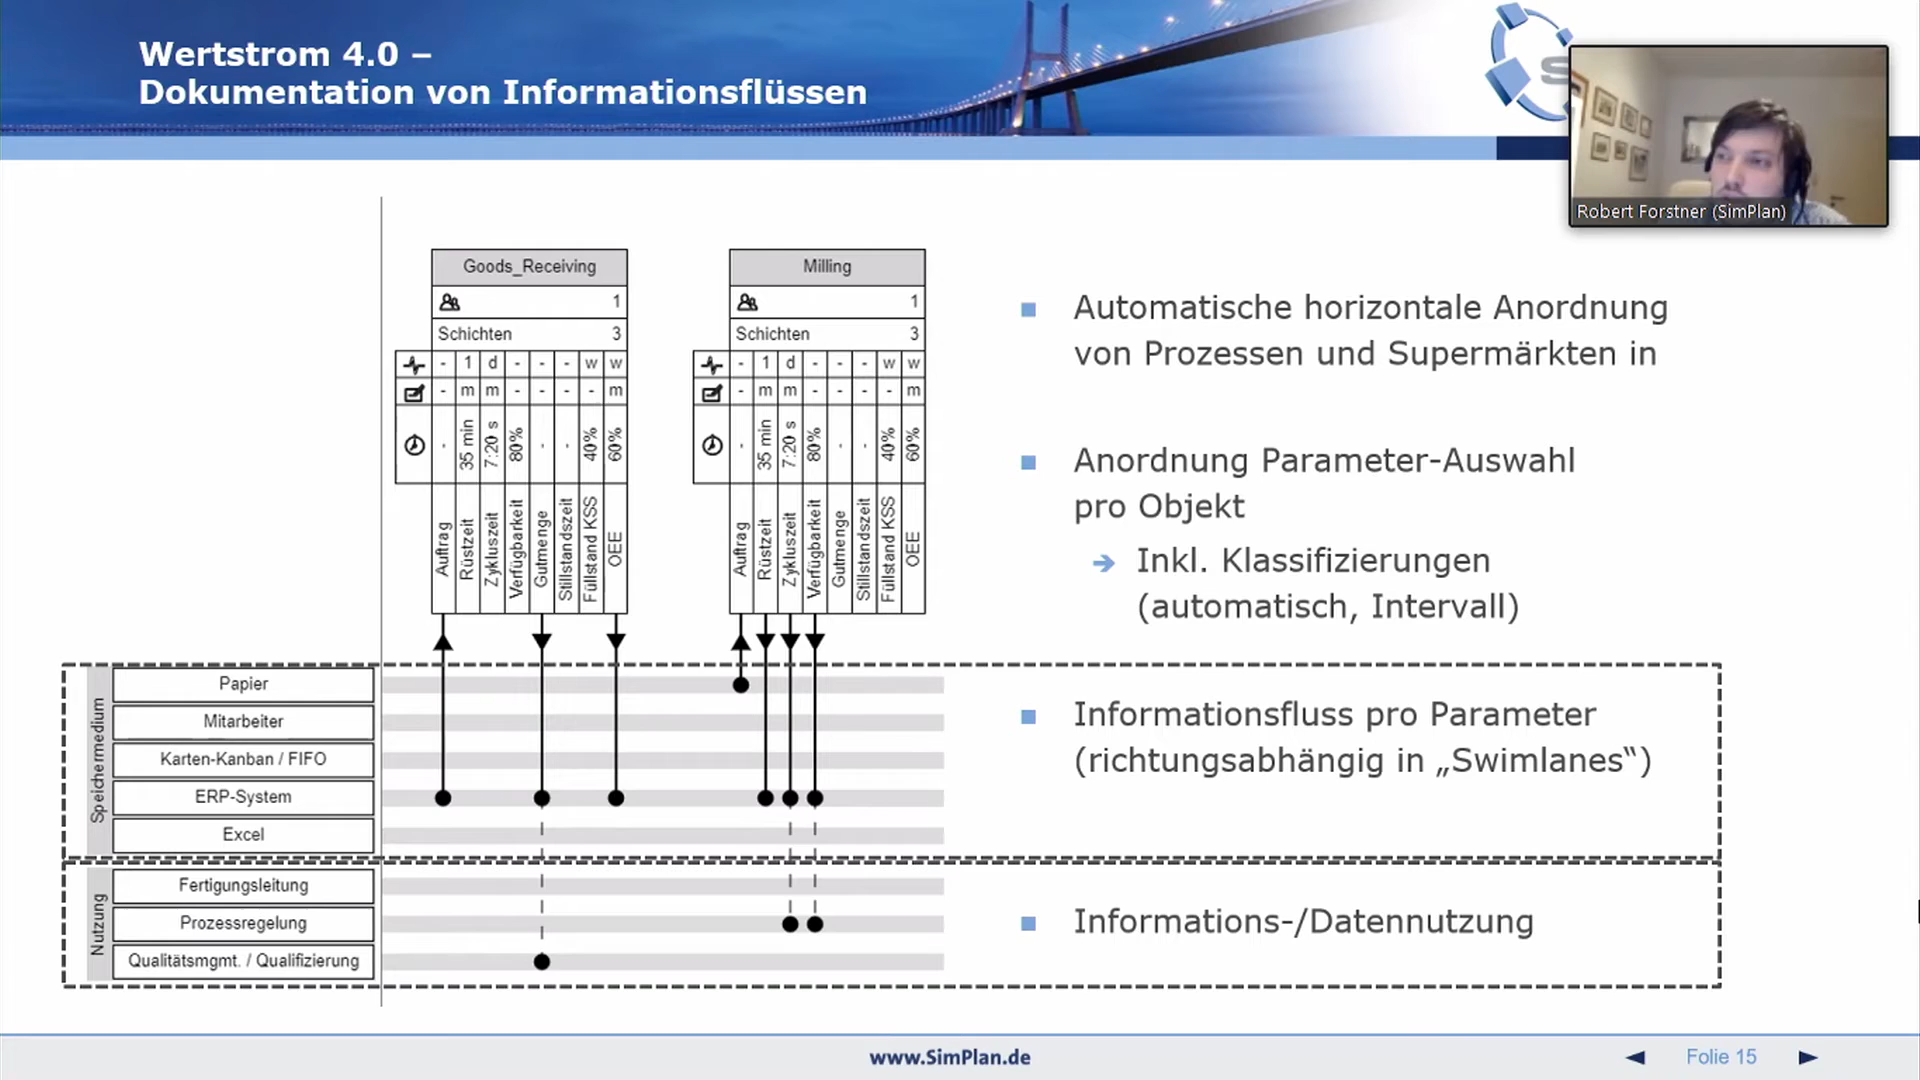 Wertstrom 4.0 –
Dokumentation von Informationsflüssen
S
Robert Forstner (SimPlan)
Goods_Receiving
1
Schichten 3
- 1 d - - - w w
- m m - - - - m
- 35 min 7:20 s 80% - - 40% 60%
Auftrag Rüstzeit Zykluszeit Verfügbarkeit Gutmenge Stillstandszeit Füllstand KSS OEE
Milling
1
Schichten 3
- 1 d - - - w w
- m m - - - - m
- 35 min 7:20 s 80% - - 40% 60%
Auftrag Rüstzeit Zykluszeit Verfügbarkeit Gutmenge Stillstandszeit Füllstand KSS OEE
Automatische horizontale Anordnung
von Prozessen und Supermärkten in
Anordnung Parameter-Auswahl
pro Objekt
Inkl. Klassifizierungen
(automatisch, Intervall)
Speichermedium
Papier
Mitarbeiter
Karten-Kanban / FIFO
ERP-System
Excel
Informationsfluss pro Parameter
(richtungsabhängig in „Swimlanes“)
Nutzung
Fertigungsleitung
Prozessregelung
Qualitätsmgmt. / Qualifizierung
Informations-/Datennutzung
www.SimPlan.de
Folie 15